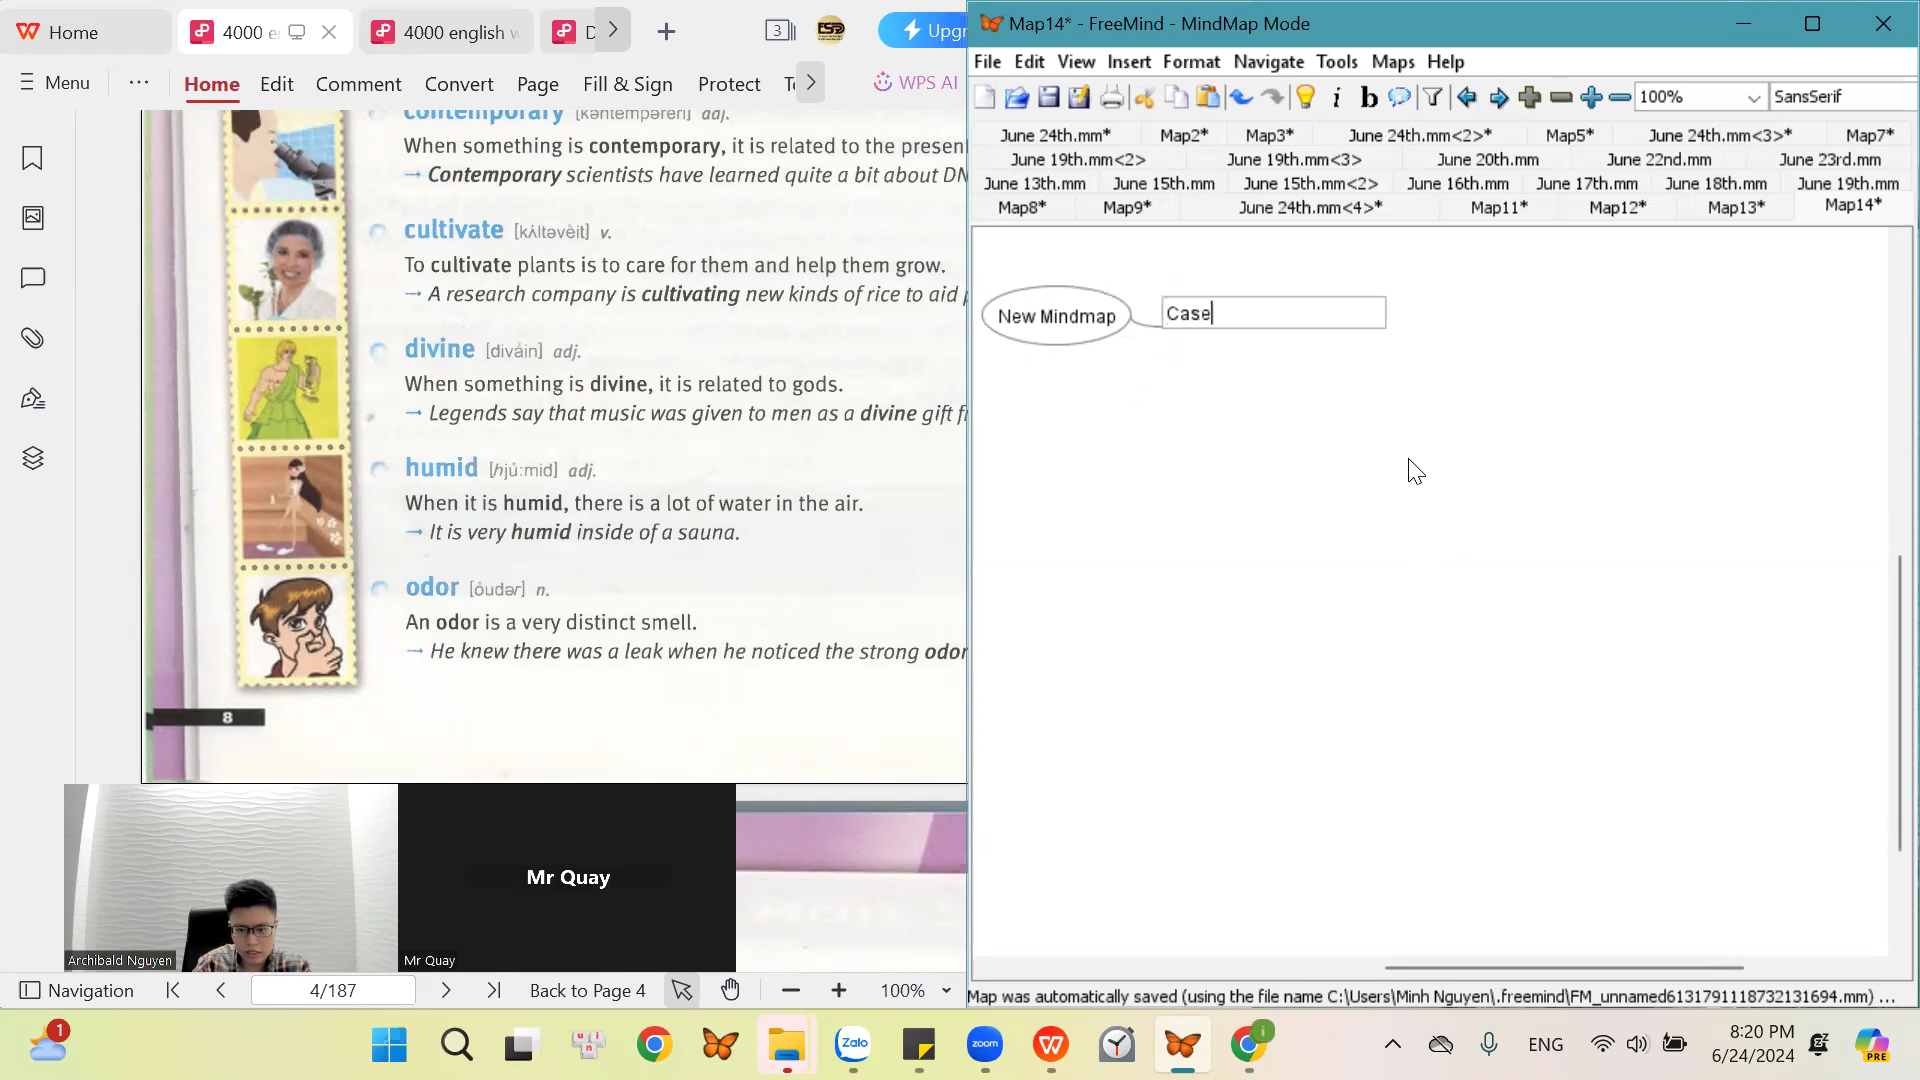 Home
4000 e
4000 english w
D
3
Upgr
Menu
Home
Edit
Comment
Convert
Page
Fill & Sign
Protect
WPS AI
contemporary [kəntempəreri] adj.
When something is contemporary, it is related to the presen
→ Contemporary scientists have learned quite a bit about DN
cultivate [kʌltəvèit] v.
To cultivate plants is to care for them and help them grow.
→ A research company is cultivating new kinds of rice to aid p
divine [diváin] adj.
When something is divine, it is related to gods.
→ Legends say that music was given to men as a divine gift f
humid [hjúːmid] adj.
When it is humid, there is a lot of water in the air.
→ It is very humid inside of a sauna.
odor [óudər] n.
An odor is a very distinct smell.
→ He knew there was a leak when he noticed the strong odor
8
Archibald Nguyen
Mr Quay
Mr Quay
Navigation
4/187
Back to Page 4
100%
Map14* - FreeMind - MindMap Mode
File Edit View Insert Format Navigate Tools Maps Help
100%
SansSerif
June 24th.mm* Map2* Map3* June 24th.mm<2>* Map5* June 24th.mm<3>* Map7*
June 19th.mm<2> June 19th.mm<3> June 20th.mm June 22nd.mm June 23rd.mm
June 13th.mm June 15th.mm June 15th.mm<2> June 16th.mm June 17th.mm June 18th.mm June 19th.mm
Map8* Map9* June 24th.mm<4>* Map11* Map12* Map13* Map14*
New Mindmap
Case
Map was automatically saved (using the file name C:\Users\Minh Nguyen\.freemind\FM_unnamed6131791118732131694.mm) ...
1
Zalo
zoom
ENG
8:20 PM
6/24/2024
PRE